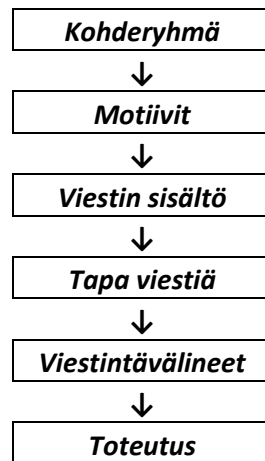 Kohderyhmä
↓
Motiivit
↓
Viestin sisältö
↓
Tapa viestiä
↓
Viestintävälineet
↓
Toteutus